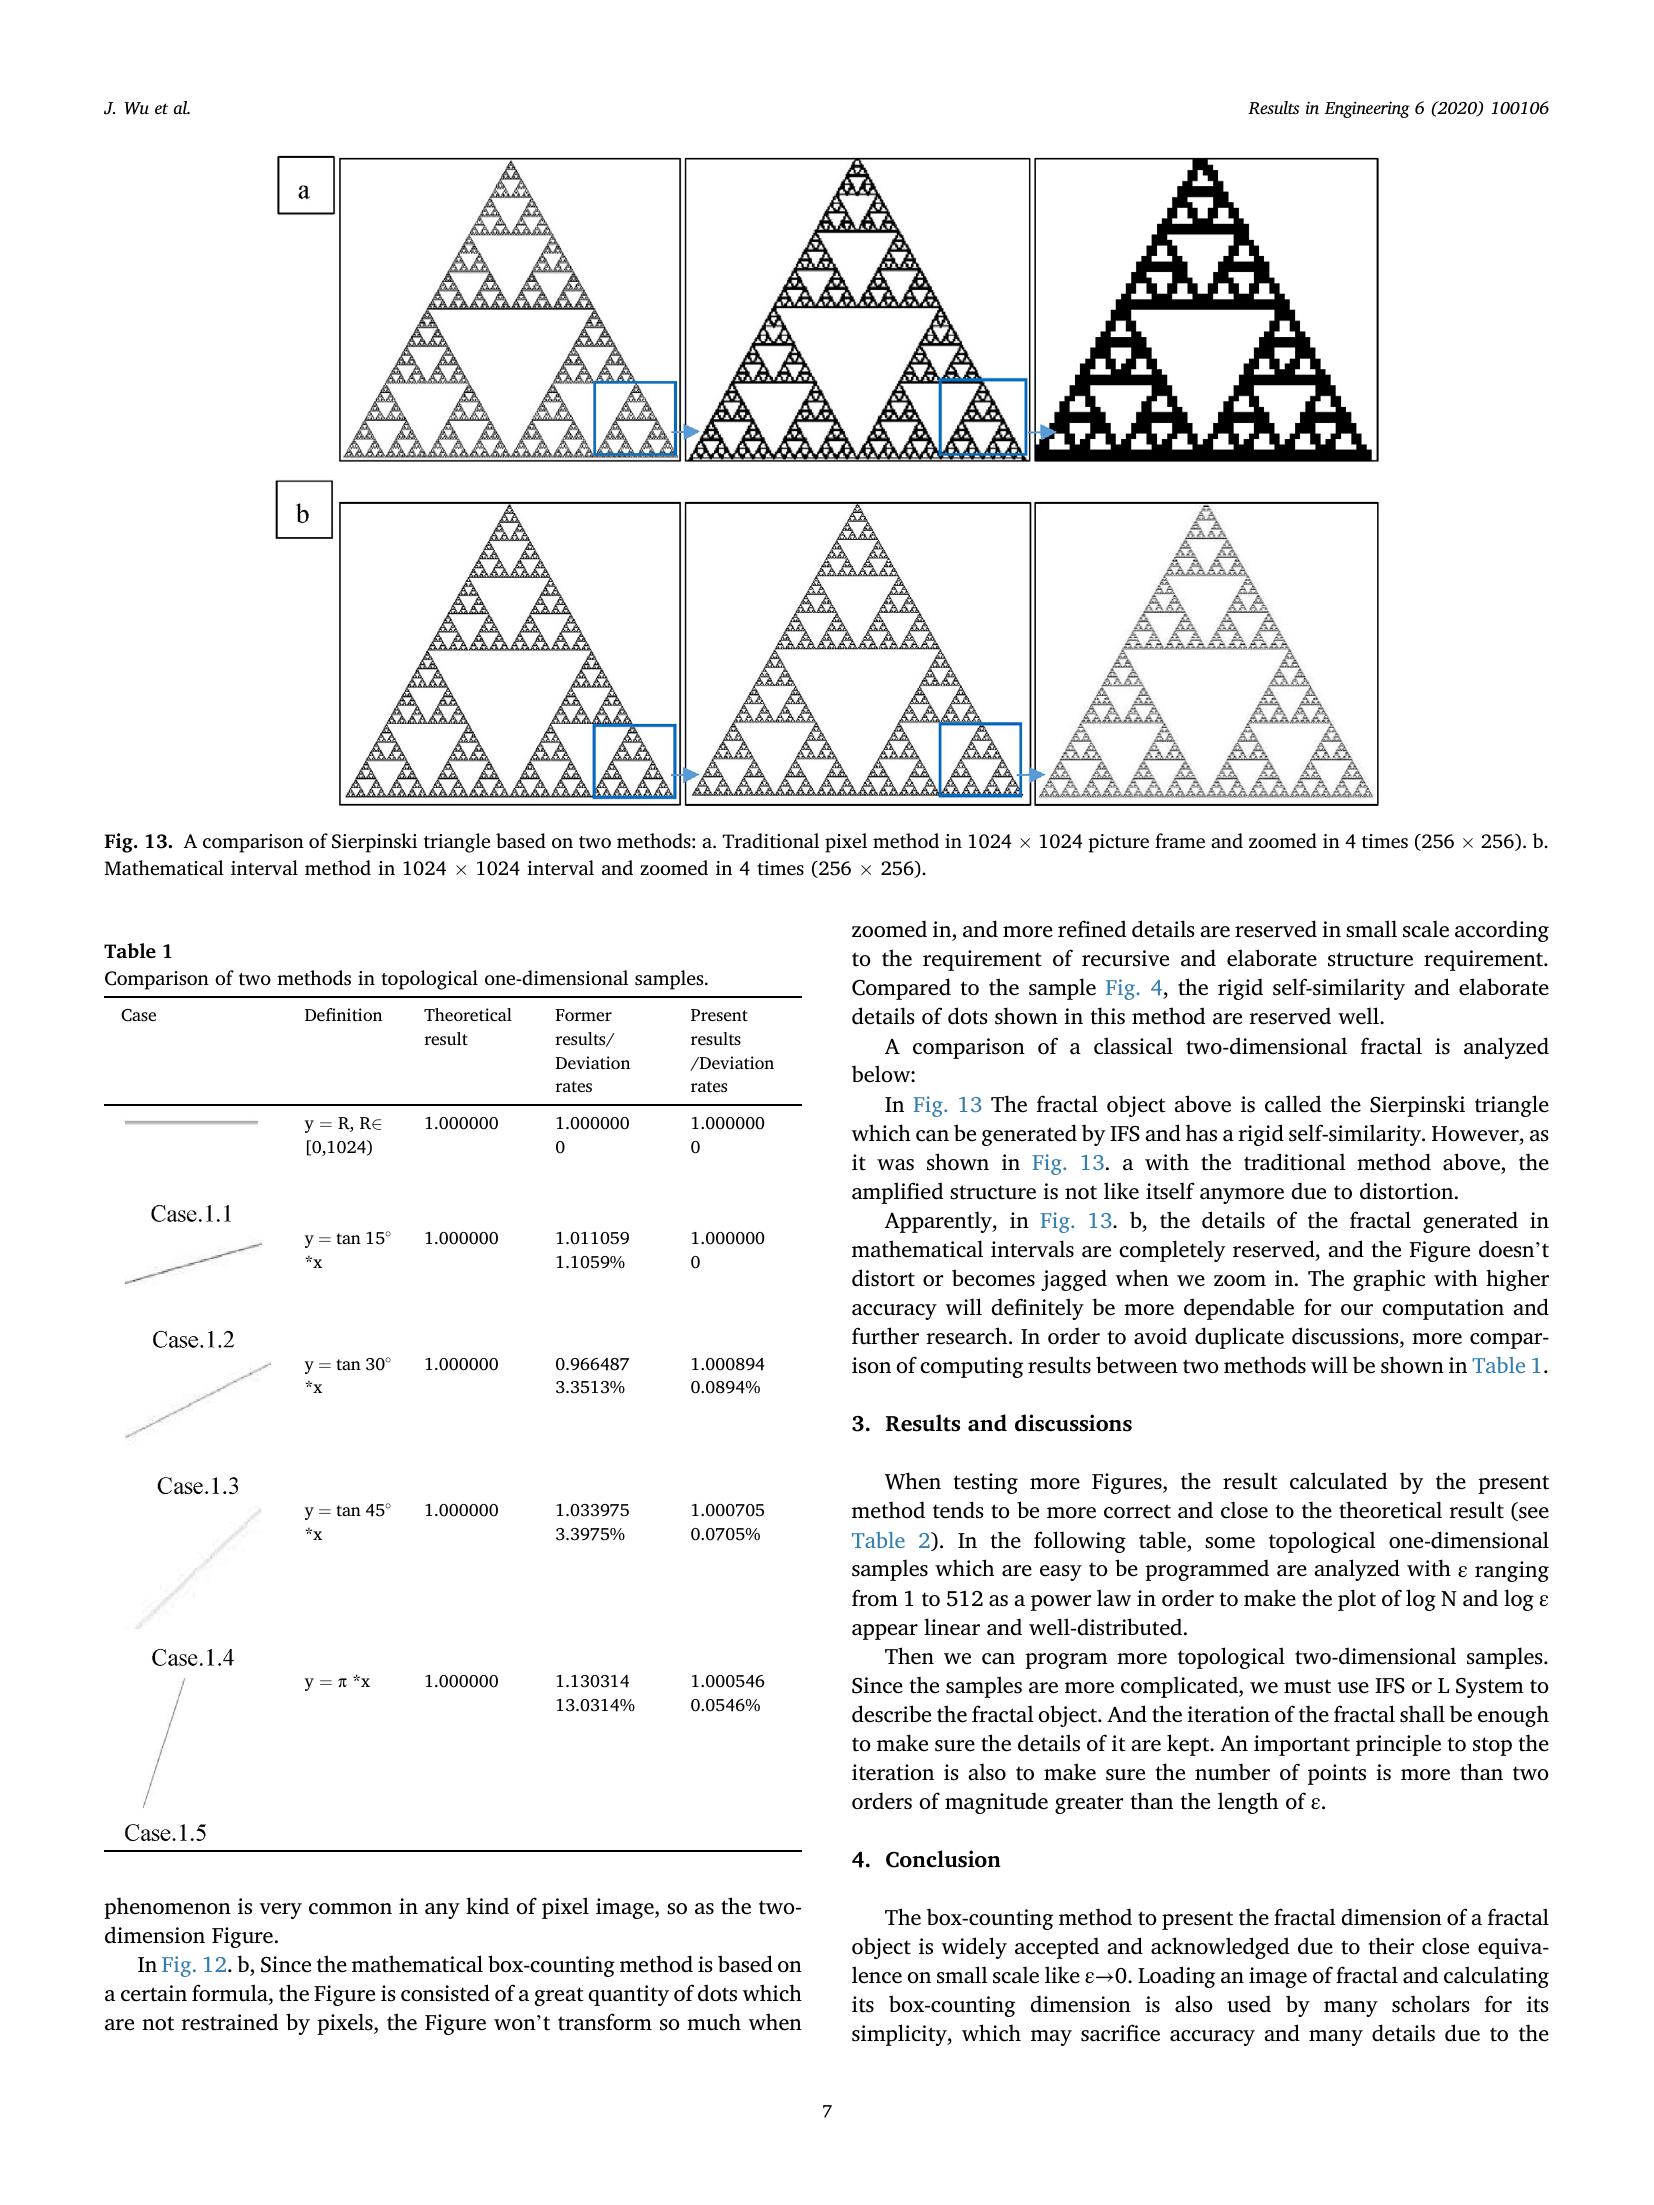 J. Wu et al.
Results in Engineering 6 (2020) 100106
a
b
Fig. 13. A comparison of Sierpinski triangle based on two methods: a. Traditional pixel method in 1024 × 1024 picture frame and zoomed in 4 times (256 × 256). b.
Mathematical interval method in 1024 × 1024 interval and zoomed in 4 times (256 × 256).
Table 1
Comparison of two methods in topological one-dimensional samples.
Case Definition Theoretical Former Present
result results/ results
Deviation /Deviation
rates rates
y = R, R∈ 1.000000 1.000000 1.000000
[0,1024) 0 0
Case.1.1
y = tan 15° 1.000000 1.011059 1.000000
*x 1.1059% 0
Case.1.2
y = tan 30° 1.000000 0.966487 1.000894
*x 3.3513% 0.0894%
Case.1.3
y = tan 45° 1.000000 1.033975 1.000705
*x 3.3975% 0.0705%
Case.1.4
y = π *x 1.000000 1.130314 1.000546
13.0314% 0.0546%
Case.1.5
phenomenon is very common in any kind of pixel image, so as the two-
dimension Figure.
In Fig. 12. b, Since the mathematical box-counting method is based on
a certain formula, the Figure is consisted of a great quantity of dots which
are not restrained by pixels, the Figure won't transform so much when
zoomed in, and more refined details are reserved in small scale according
to the requirement of recursive and elaborate structure requirement.
Compared to the sample Fig. 4, the rigid self-similarity and elaborate
details of dots shown in this method are reserved well.
A comparison of a classical two-dimensional fractal is analyzed
below:
In Fig. 13 The fractal object above is called the Sierpinski triangle
which can be generated by IFS and has a rigid self-similarity. However, as
it was shown in Fig. 13. a with the traditional method above, the
amplified structure is not like itself anymore due to distortion.
Apparently, in Fig. 13. b, the details of the fractal generated in
mathematical intervals are completely reserved, and the Figure doesn't
distort or becomes jagged when we zoom in. The graphic with higher
accuracy will definitely be more dependable for our computation and
further research. In order to avoid duplicate discussions, more compar-
ison of computing results between two methods will be shown in Table 1.
3. Results and discussions
When testing more Figures, the result calculated by the present
method tends to be more correct and close to the theoretical result (see
Table 2). In the following table, some topological one-dimensional
samples which are easy to be programmed are analyzed with ε ranging
from 1 to 512 as a power law in order to make the plot of log N and log ε
appear linear and well-distributed.
Then we can program more topological two-dimensional samples.
Since the samples are more complicated, we must use IFS or L System to
describe the fractal object. And the iteration of the fractal shall be enough
to make sure the details of it are kept. An important principle to stop the
iteration is also to make sure the number of points is more than two
orders of magnitude greater than the length of ε.
4. Conclusion
The box-counting method to present the fractal dimension of a fractal
object is widely accepted and acknowledged due to their close equiva-
lence on small scale like ε→0. Loading an image of fractal and calculating
its box-counting dimension is also used by many scholars for its
simplicity, which may sacrifice accuracy and many details due to the
7